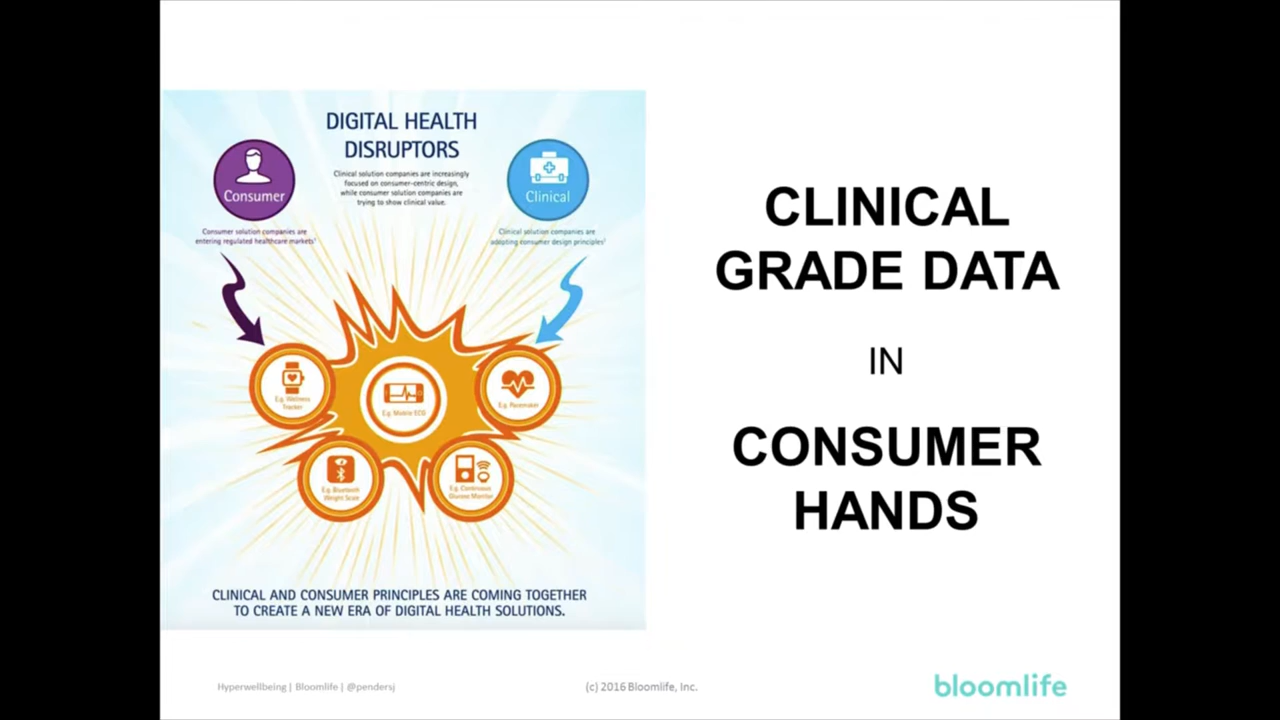 DIGITAL HEALTH
DISRUPTORS
Clinical solution companies are increasingly
focused on consumer-centric design,
while consumer solution companies are
trying to show clinical value.
Consumer
Clinical
Consumer solution companies are
entering regulated healthcare markets¹
Clinical solution companies are
adopting consumer design principles²
E.g. Wellness
Tracker
E.g. Mobile ECG
E.g. Pacemaker
E.g. Bluetooth
Weight Scale
E.g. Continuous
Glucose Monitor
CLINICAL AND CONSUMER PRINCIPLES ARE COMING TOGETHER
TO CREATE A NEW ERA OF DIGITAL HEALTH SOLUTIONS.
CLINICAL
GRADE DATA
IN
CONSUMER
HANDS
Hyperwellbeing | Bloomlife | @pendersj
(c) 2016 Bloomlife, Inc.
bloomlife